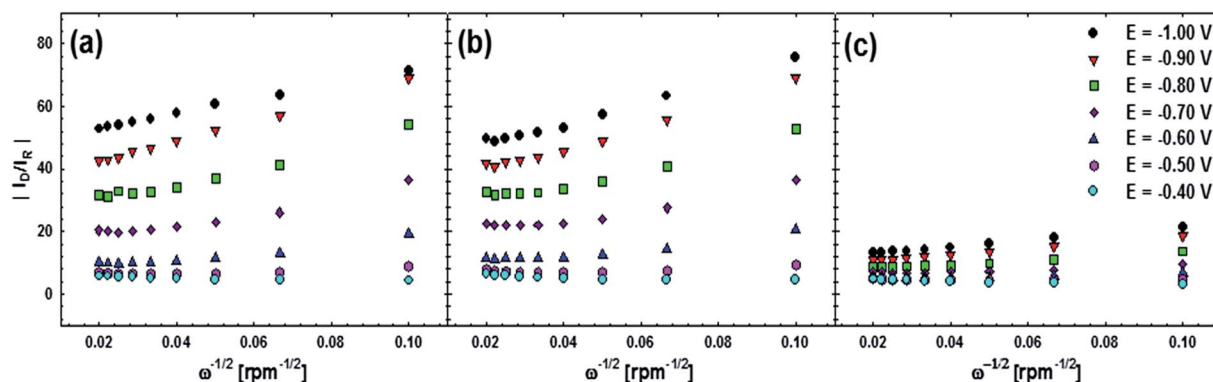 (a)
(b)
(c)
E = -1.00 V
E = -0.90 V
E = -0.80 V
E = -0.70 V
E = -0.60 V
E = -0.50 V
E = -0.40 V
| I_D/I_R |
80
60
40
20
0
0.02 0.04 0.06 0.08 0.10
0.02 0.04 0.06 0.08 0.10
0.02 0.04 0.06 0.08 0.10
ω^-1/2 [rpm^-1/2]
ω^-1/2 [rpm^-1/2]
ω^-1/2 [rpm^-1/2]